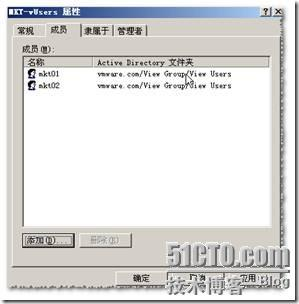 MKT-vUsers 属性
常规 成员 隶属于 管理者
成员(M):
名称 Active Directory 文件夹
mkt01 vmware.com/View Group/View Users
mkt02 vmware.com/View Group/View Users
添加(D)... 删除(R)
确定 取消 应用
51CTO.com
技术博客 Blog